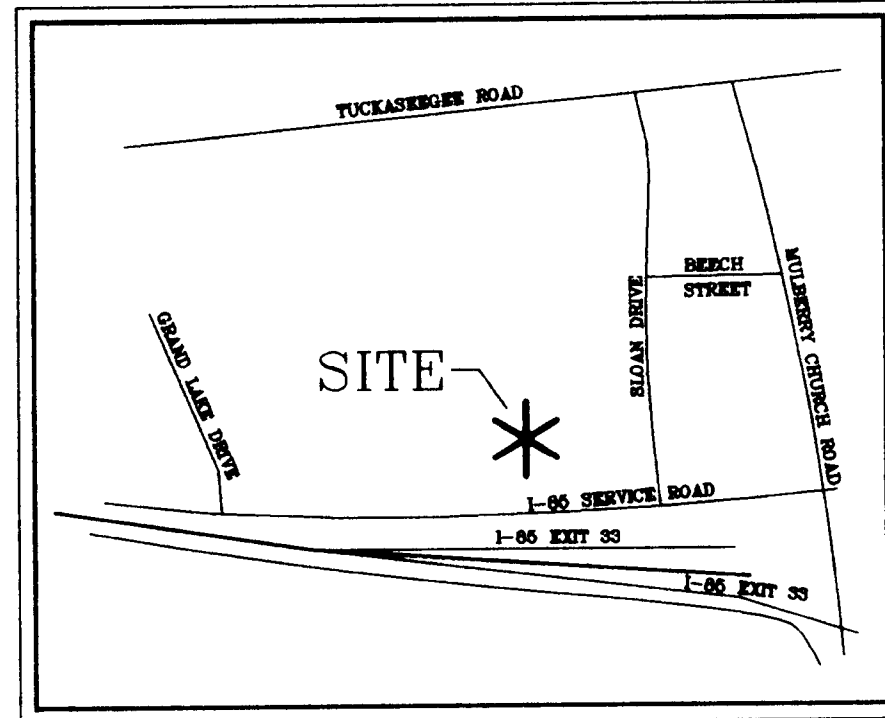 TUCKASEEGEE ROAD
BEECH
STREET
MULBERRY CHURCH ROAD
SLOAN DRIVE
GRAND LAKE DRIVE
SITE
I-85 SERVICE ROAD
I-85 EXIT 33
I-85 EXIT 33